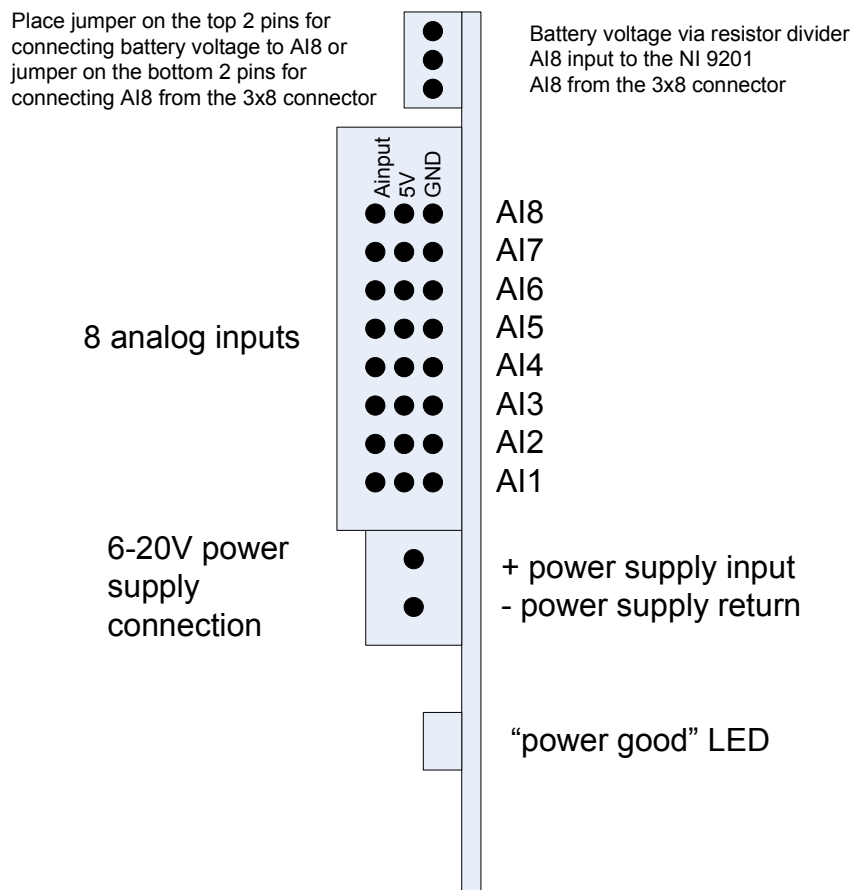 Place jumper on the top 2 pins for
connecting battery voltage to AI8 or
jumper on the bottom 2 pins for
connecting AI8 from the 3x8 connector
Battery voltage via resistor divider
AI8 input to the NI 9201
AI8 from the 3x8 connector
Ainput
5V
GND
AI8
AI7
AI6
AI5
AI4
AI3
AI2
AI1
8 analog inputs
6-20V power
supply
connection
+ power supply input
- power supply return
“power good” LED